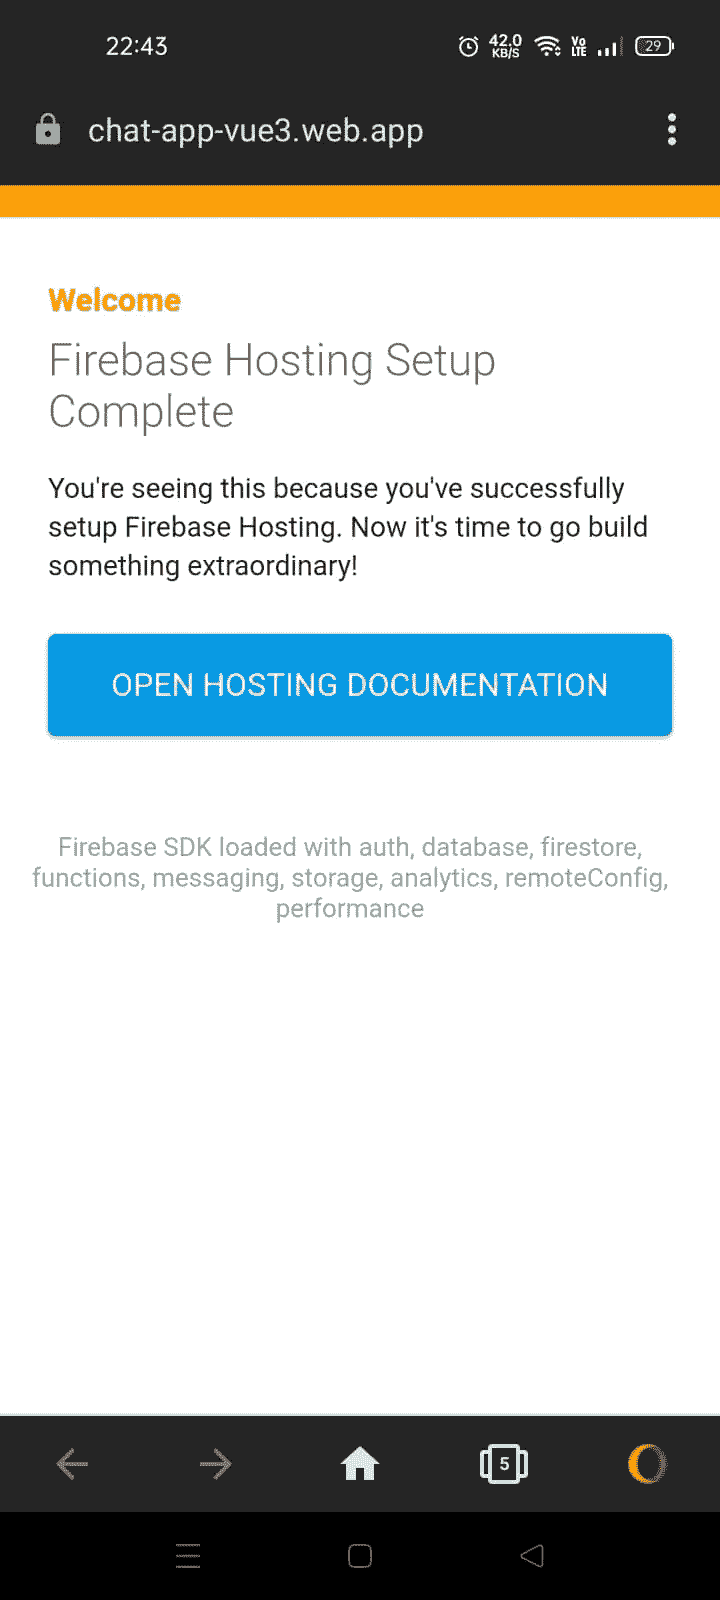 22:43
42.0
KB/S
Vo
LTE
29
chat-app-vue3.web.app
Welcome
Firebase Hosting Setup
Complete
You're seeing this because you've successfully
setup Firebase Hosting. Now it's time to go build
something extraordinary!
OPEN HOSTING DOCUMENTATION
Firebase SDK loaded with auth, database, firestore,
functions, messaging, storage, analytics, remoteConfig,
performance
5